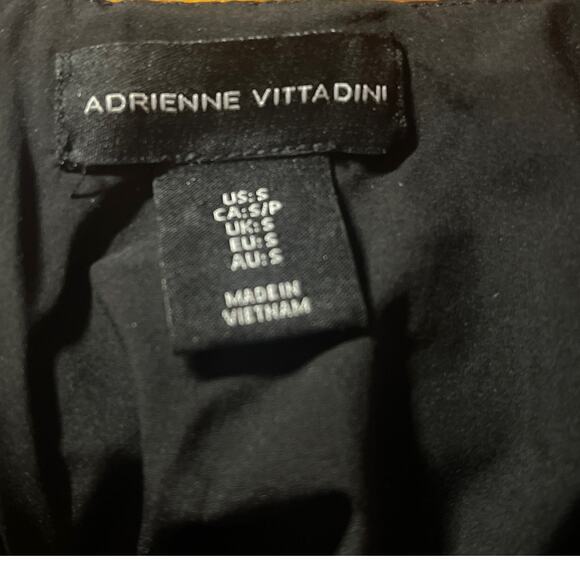 ADRIENNE VITTADINI
US:S
CA:S/P
UK:S
EU:S
AU:S
MADE IN
VIETNAM